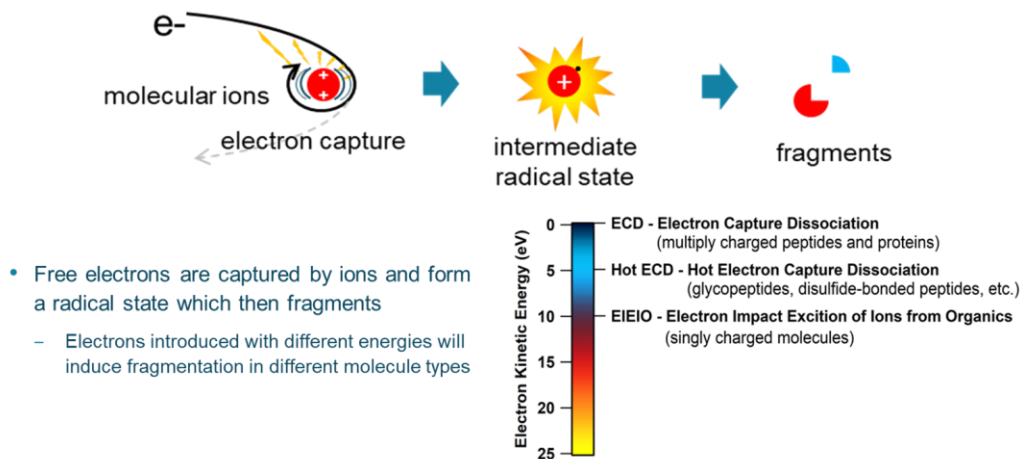 e-
molecular ions
electron capture
+
+
+
intermediate
radical state
fragments
• Free electrons are captured by ions and form
a radical state which then fragments
– Electrons introduced with different energies will
induce fragmentation in different molecule types
Electron Kinetic Energy (eV)
0
5
10
15
20
25
ECD - Electron Capture Dissociation
(multiply charged peptides and proteins)
Hot ECD - Hot Electron Capture Dissociation
(glycopeptides, disulfide-bonded peptides, etc.)
EIEIO - Electron Impact Excition of Ions from Organics
(singly charged molecules)